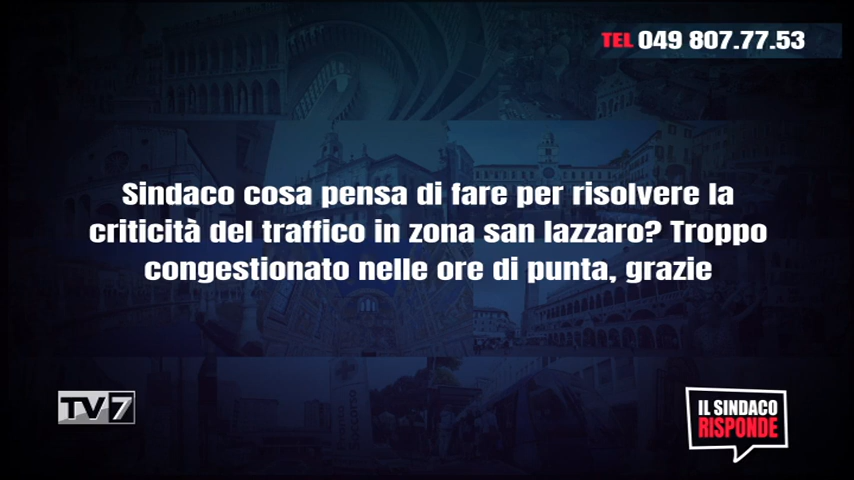 TEL 049 807.77.53
Sindaco cosa pensa di fare per risolvere la
criticità del traffico in zona san lazzaro? Troppo
congestionato nelle ore di punta, grazie
TV7
IL SINDACO
RISPONDE